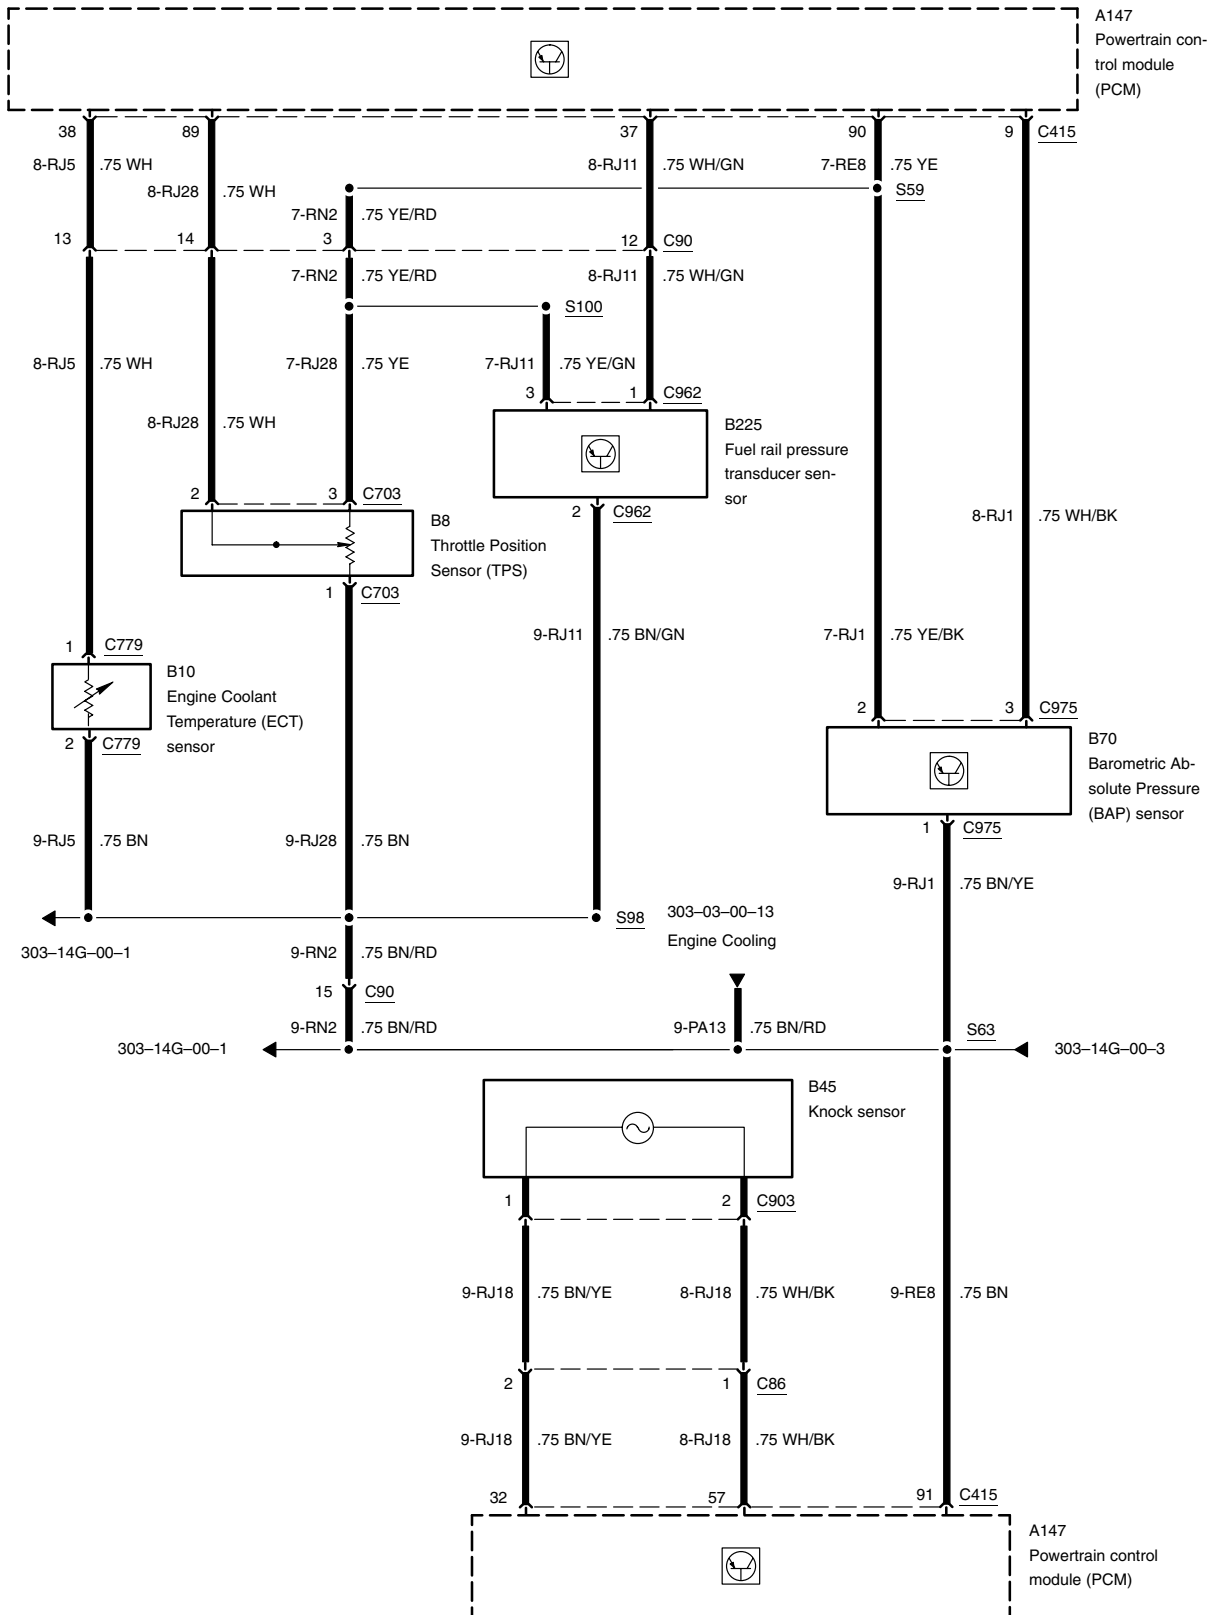 A147
Powertrain con-
trol module
(PCM)
38 89 37 90 9 C415
8-RJ5 .75 WH 8-RJ11 .75 WH/GN 7-RE8 .75 YE
8-RJ28 .75 WH S59
7-RN2 .75 YE/RD
13 14 3 12 C90
7-RN2 .75 YE/RD 8-RJ11 .75 WH/GN
S100
8-RJ5 .75 WH 7-RJ28 .75 YE 7-RJ11 .75 YE/GN
3 1 C962
8-RJ28 .75 WH
B225
Fuel rail pressure
transducer sen-
sor
2 3 C703
2 C962
8-RJ1 .75 WH/BK
B8
Throttle Position
Sensor (TPS)
1 C703
9-RJ11 .75 BN/GN 7-RJ1 .75 YE/BK
1 C779
B10
Engine Coolant
Temperature (ECT)
sensor
2 3 C975
2 C779
B70
Barometric Ab-
solute Pressure
(BAP) sensor
1 C975
9-RJ5 .75 BN 9-RJ28 .75 BN
9-RJ1 .75 BN/YE
S98
303–03–00–13
Engine Cooling
303–14G–00–1
9-RN2 .75 BN/RD
15 C90
9-RN2 .75 BN/RD 9-PA13 .75 BN/RD S63
303–14G–00–1 303–14G–00–3
B45
Knock sensor
1 2 C903
9-RJ18 .75 BN/YE 8-RJ18 .75 WH/BK 9-RE8 .75 BN
2 1 C86
9-RJ18 .75 BN/YE 8-RJ18 .75 WH/BK
32 57 91 C415
A147
Powertrain control
module (PCM)